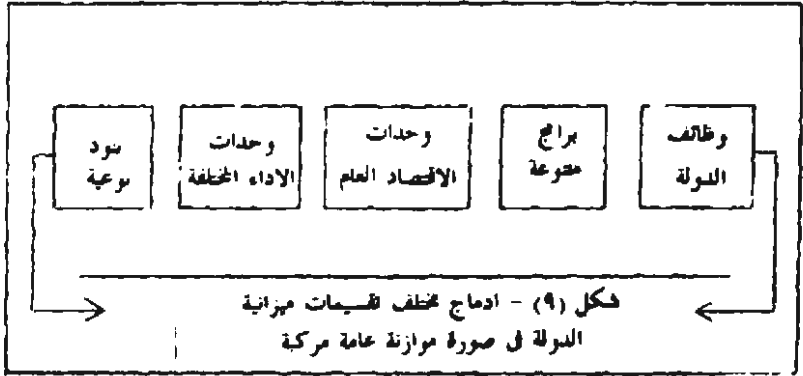 وظائف
الدولة
برامج
متنوعة
وحدات
الاقتصاد العام
وحدات
الاداء المختلفة
بنود
نوعية
شكل (٩) - ادماج مختلف تقسيمات ميزانية
الدولة فى صورة موازنة عامة مركبة